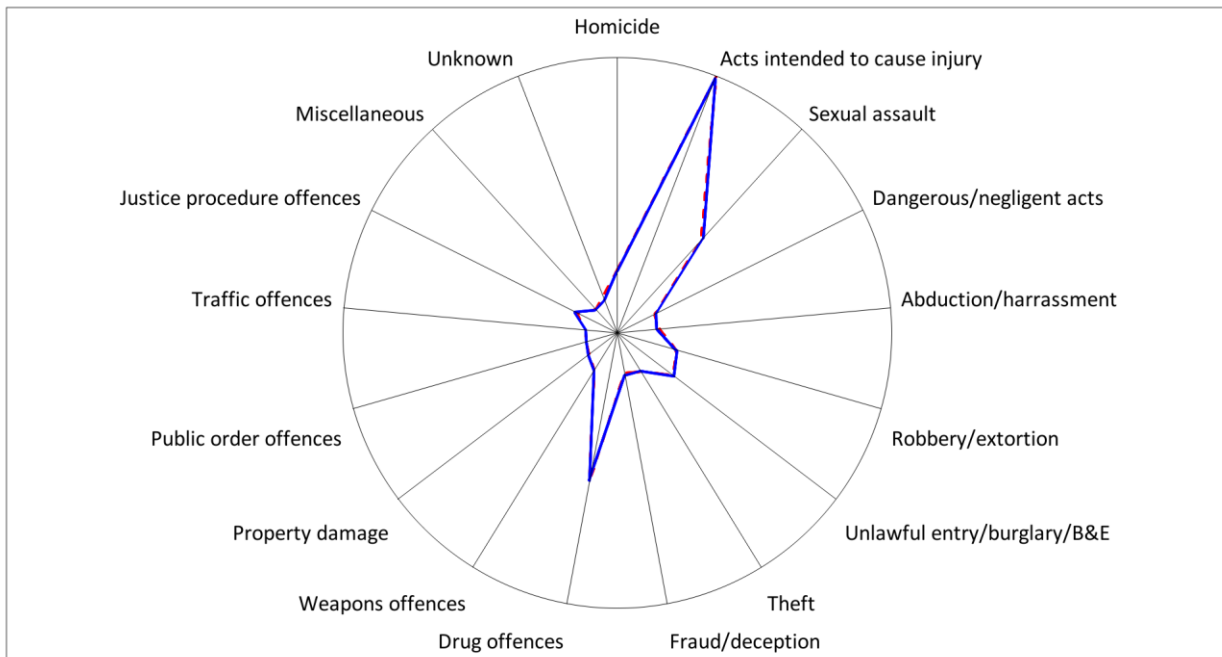 Homicide
Acts intended to cause injury
Sexual assault
Dangerous/negligent acts
Abduction/harrassment
Robbery/extortion
Unlawful entry/burglary/B&E
Theft
Fraud/deception
Drug offences
Weapons offences
Property damage
Public order offences
Traffic offences
Justice procedure offences
Miscellaneous
Unknown